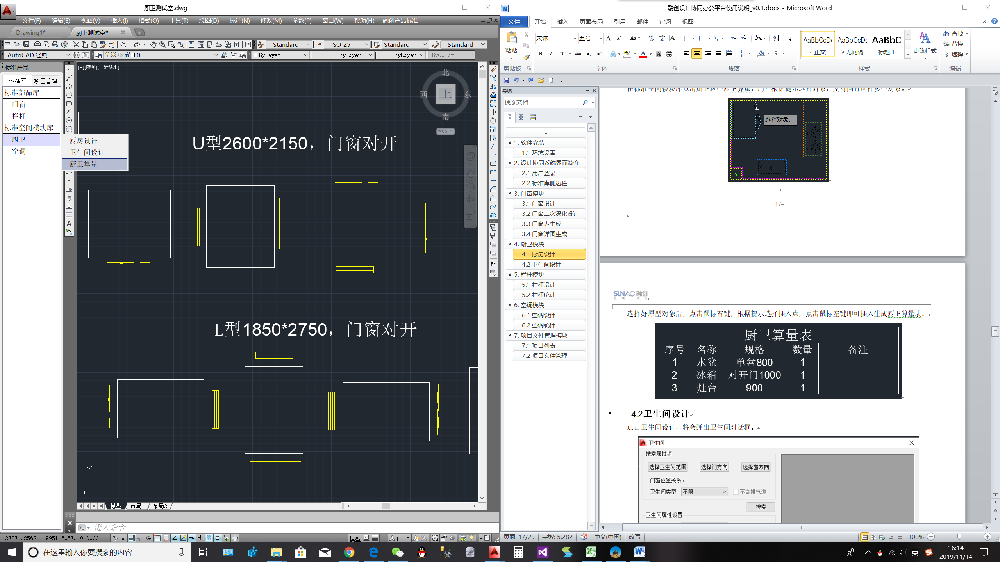 厨卫测试空.dwg
文件(F) 编辑(E) 视图(V) 插入(I) 格式(O) 工具(T) 绘图(D) 标注(N) 修改(M) 参数(P) 窗口(W) 帮助(H) 融创产品标准
Drawing1* 厨卫测试空*
Standard ISO-25 Standard Standard
AutoCAD 经典 0 ByLayer ByLayer ByLayer ByColor
标准产品
标准库 项目管理
标准部品库
门窗
栏杆
标准空间模块库
厨卫
空调
厨房设计
卫生间设计
厨卫算量
[−][俯视][二维线框]
北
西 上 东
南
WCS
U型2600*2150，门窗对开
L型1850*2750，门窗对开
Y
X
模型 布局1 布局2
键入命令
23231.8568, 49951.5057, 0.0000
模型 1:1
融创设计协同办公平台使用说明_v0.1.docx - Microsoft Word
文件 开始 插入 页面布局 引用 邮件 审阅 视图
粘贴
宋体 五号
AaBbCcDc AaBbCcDc AaBbC
正文 无间隔 标题 1
更改样式
查找
替换
选择
剪贴板 字体 段落 样式 编辑
导航
搜索文档
1. 软件安装
1.1 环境设置
2. 设计协同系统界面简介
2.1 用户登录
2.2 标准库侧边栏
3. 门窗模块
3.1 门窗设计
3.2 门窗二次深化设计
3.3 门窗表生成
3.4 门窗详图生成
4. 厨卫模块
4.1 厨房设计
4.2 卫生间设计
5. 栏杆模块
5.1 栏杆设计
5.2 栏杆统计
6. 空调模块
6.1 空调设计
6.2 空调统计
7. 项目文件管理模块
7.1 项目列表
7.2 项目文件管理
在标准空间模块库点击厨卫选中厨卫算量，用户根据提示选择对象，支持同时选择多个对象。
选择对象:
17
SUNAC 融创
选择好原型对象后，点击鼠标右键，根据提示选择插入点，点击鼠标左键即可插入生成厨卫算量表。
厨卫算量表
序号 名称 规格 数量 备注
1 水盆 单盆800 1
2 冰箱 对开门1000 1
3 灶台 900 1
4.2卫生间设计
点击卫生间设计，将会弹出卫生间对话框。
卫生间
搜索属性项
选择卫生间范围 选择门方向 选择窗方向
门窗位置关系：
卫生间类型 不限 不含排气道
搜索
卫生间属性设置
页面: 17/29 字数: 5,282 中文(中国) 改写 100%
在这里输入你要搜索的内容
英
16:14
2019/11/14